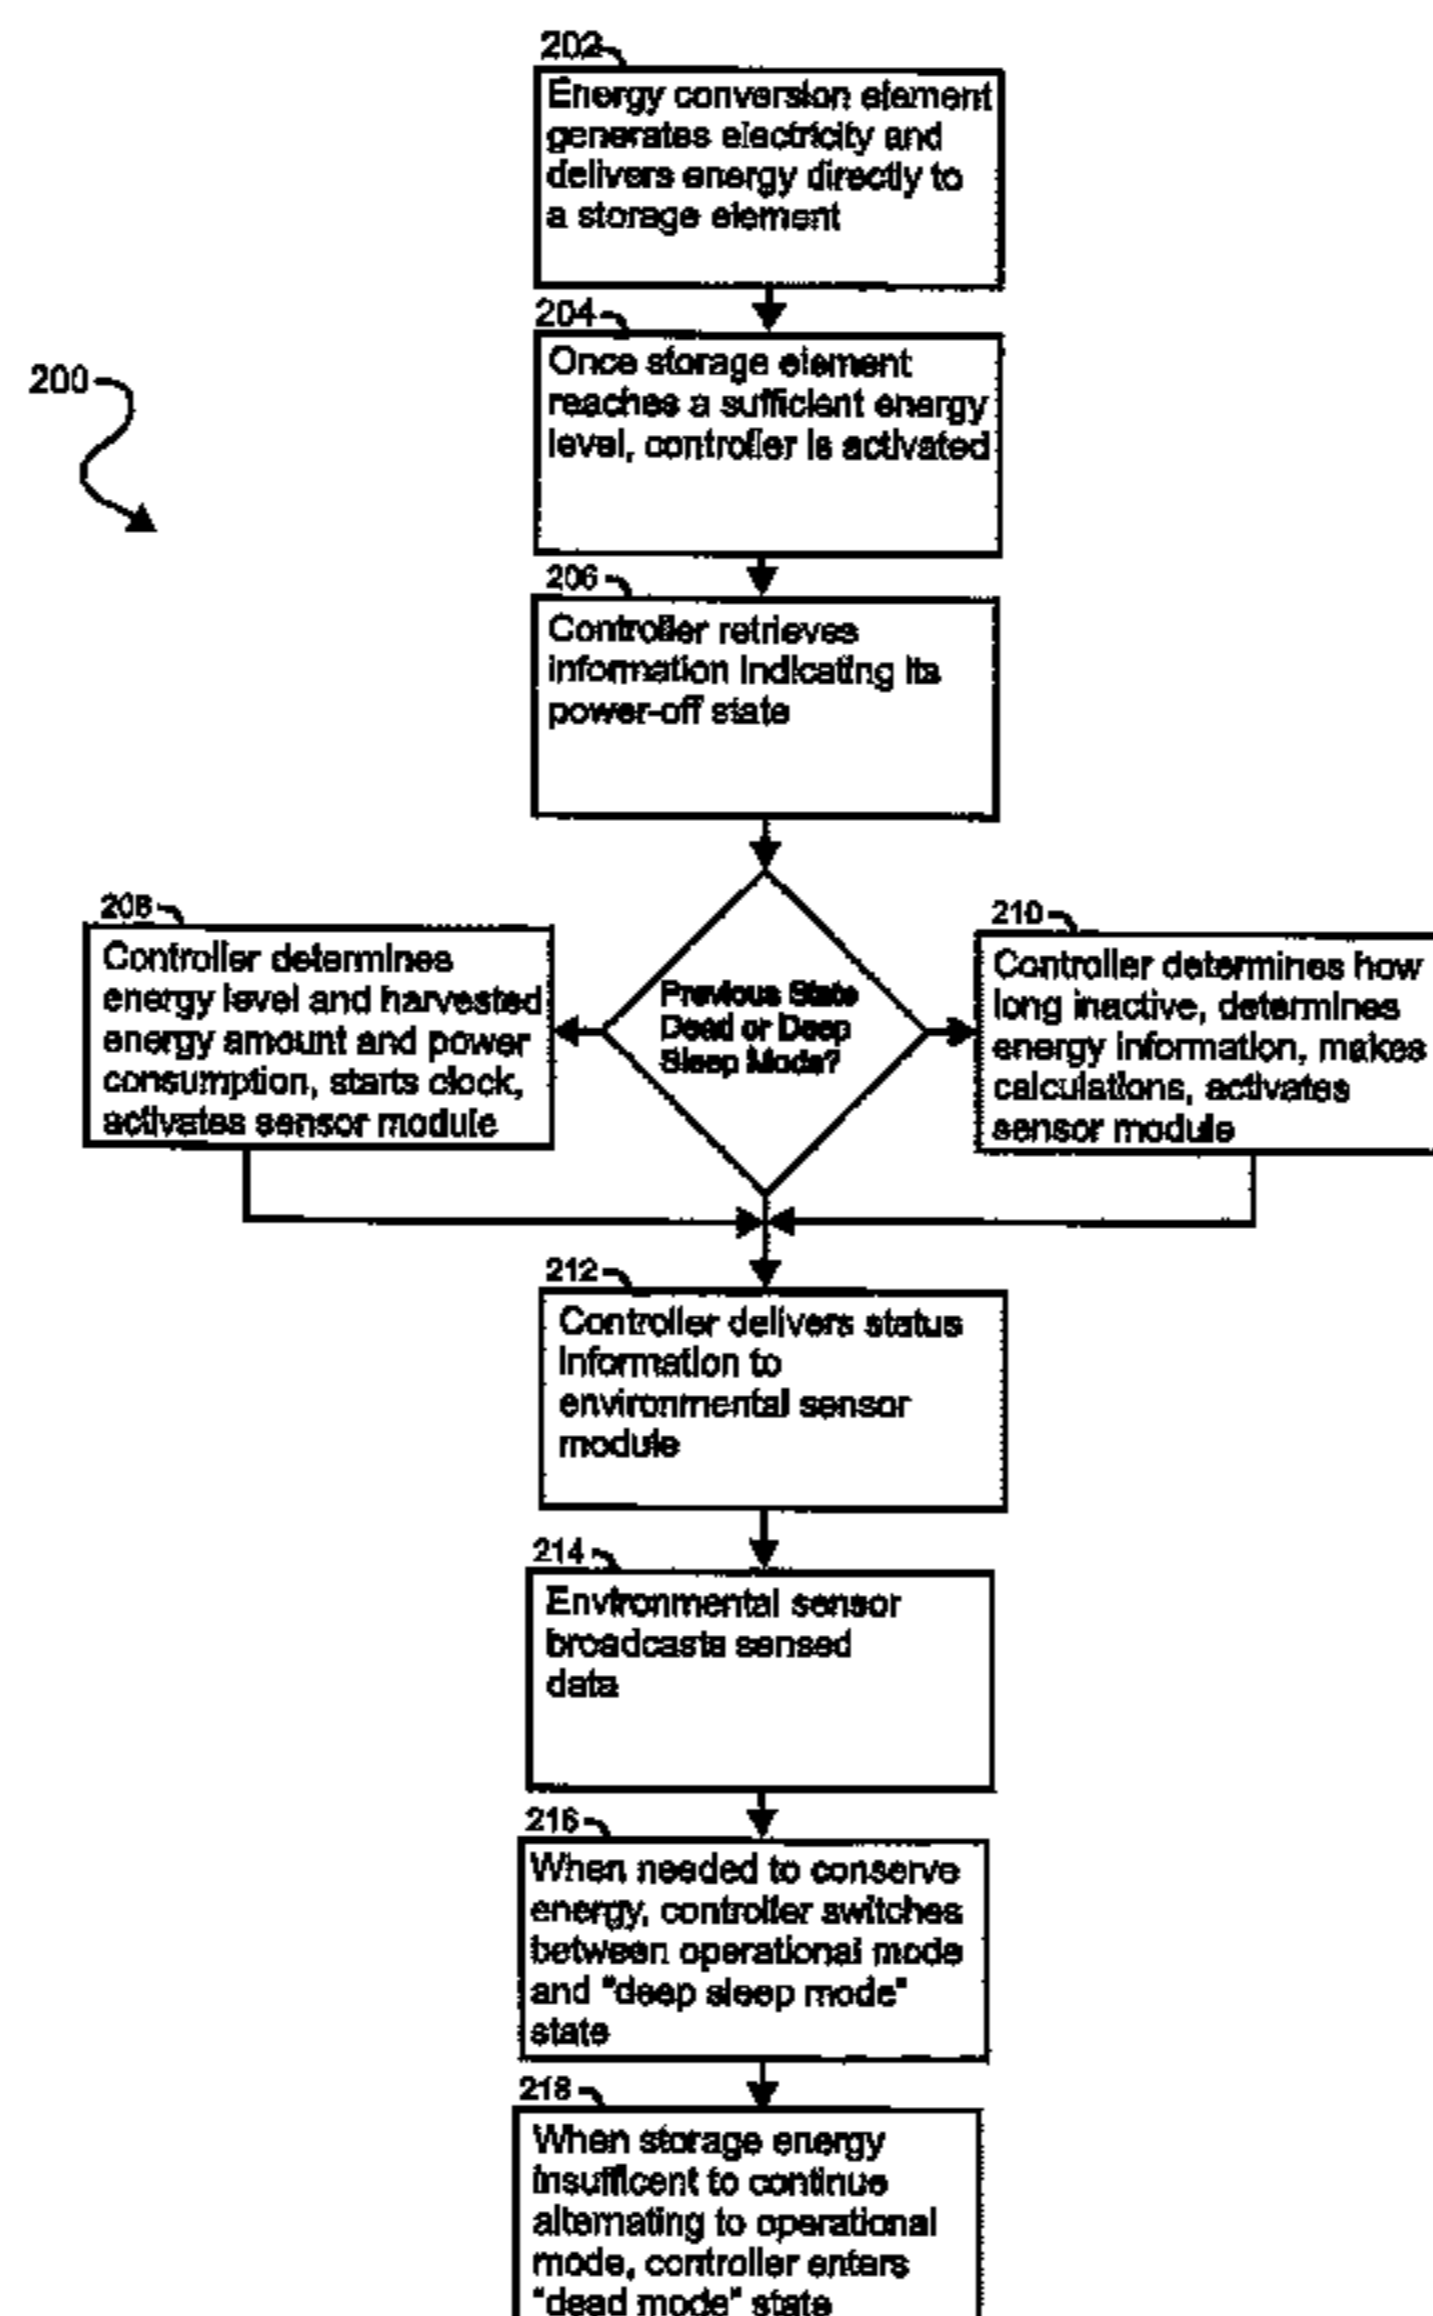 202
Energy conversion element
generates electricity and
delivers energy directly to
a storage element
204
Once storage element
reaches a sufficient energy
level, controller is activated
200
206
Controller retrieves
information indicating its
power-off state
208
Controller determines
energy level and harvested
energy amount and power
consumption, starts clock,
activates sensor module
Previous State
Dead or Deep
Sleep Mode?
210
Controller determines how
long inactive, determines
energy information, makes
calculations, activates
sensor module
212
Controller delivers status
information to
environmental sensor
module
214
Environmental sensor
broadcasts sensed
data
216
When needed to conserve
energy, controller switches
between operational mode
and "deep sleep mode"
state
218
When storage energy
insufficent to continue
alternating to operational
mode, controller enters
"dead mode" state